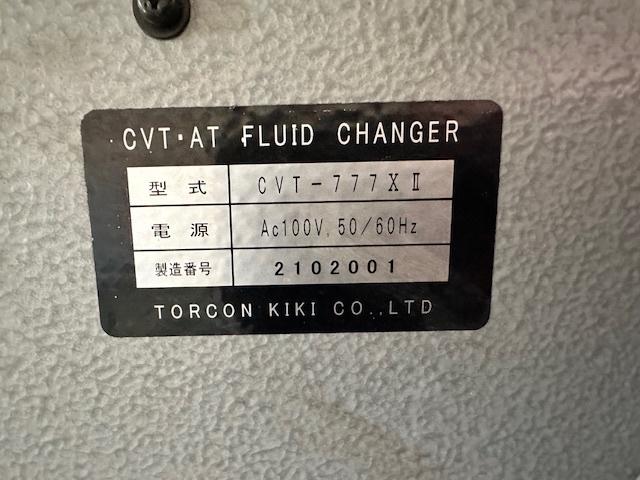 CVT・AT FLUID CHANGER
型式 CVT-777XⅡ
電源 Ac100V, 50/60Hz
製造番号 2102001
TORCON KIKI CO.,LTD